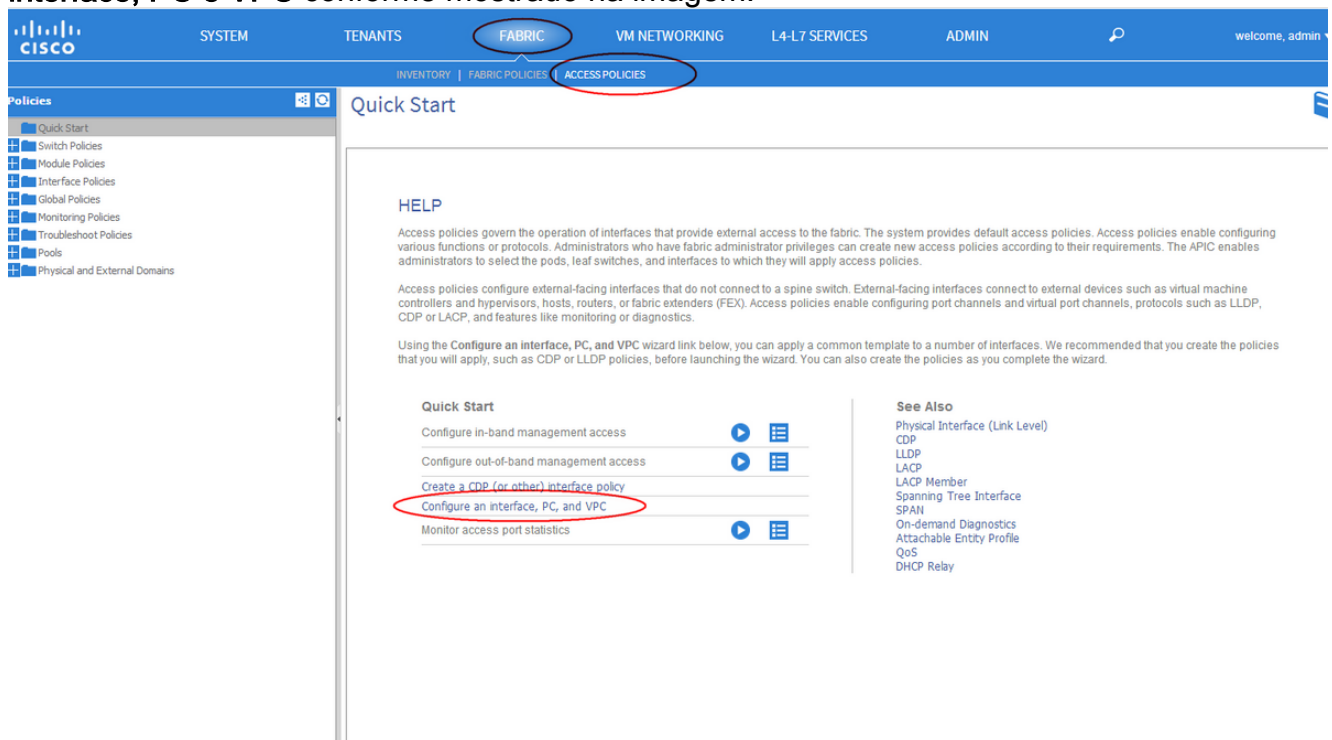 interface, PC e VPC conforme mostrado na imagem.
CISCO
SYSTEM
TENANTS
FABRIC
VM NETWORKING
L4-L7 SERVICES
ADMIN
welcome, admin
INVENTORY | FABRIC POLICIES | ACCESS POLICIES
Policies
Quick Start
Switch Policies
Module Policies
Interface Policies
Global Policies
Monitoring Policies
Troubleshoot Policies
Pools
Physical and External Domains
Quick Start
HELP
Access policies govern the operation of interfaces that provide external access to the fabric. The system provides default access policies. Access policies enable configuring
various functions or protocols. Administrators who have fabric administrator privileges can create new access policies according to their requirements. The APIC enables
administrators to select the pods, leaf switches, and interfaces to which they will apply access policies.
Access policies configure external-facing interfaces that do not connect to a spine switch. External-facing interfaces connect to external devices such as virtual machine
controllers and hypervisors, hosts, routers, or fabric extenders (FEX). Access policies enable configuring port channels and virtual port channels, protocols such as LLDP,
CDP or LACP, and features like monitoring or diagnostics.
Using the Configure an interface, PC, and VPC wizard link below, you can apply a common template to a number of interfaces. We recommended that you create the policies
that you will apply, such as CDP or LLDP policies, before launching the wizard. You can also create the policies as you complete the wizard.
Quick Start
Configure in-band management access
Configure out-of-band management access
Create a CDP (or other) interface policy
Configure an interface, PC, and VPC
Monitor access port statistics
See Also
Physical Interface (Link Level)
CDP
LLDP
LACP
LACP Member
Spanning Tree Interface
SPAN
On-demand Diagnostics
Attachable Entity Profile
QoS
DHCP Relay